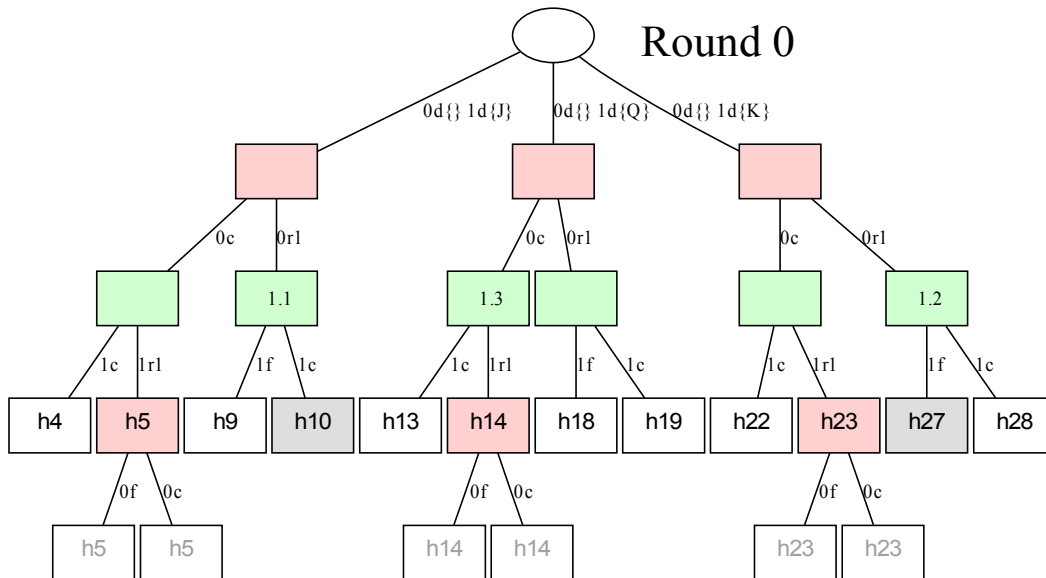 Round 0
0d{} 1d{J} 0d{} 1d{Q} 0d{} 1d{K}
0c 0r1 0c 0r1 0c 0r1
1.1 1.3 1.2
1c 1r1 1f 1c 1c 1r1 1f 1c 1c 1r1 1f 1c
h4 h5 h9 h10 h13 h14 h18 h19 h22 h23 h27 h28
0f 0c 0f 0c 0f 0c
h5 h5 h14 h14 h23 h23